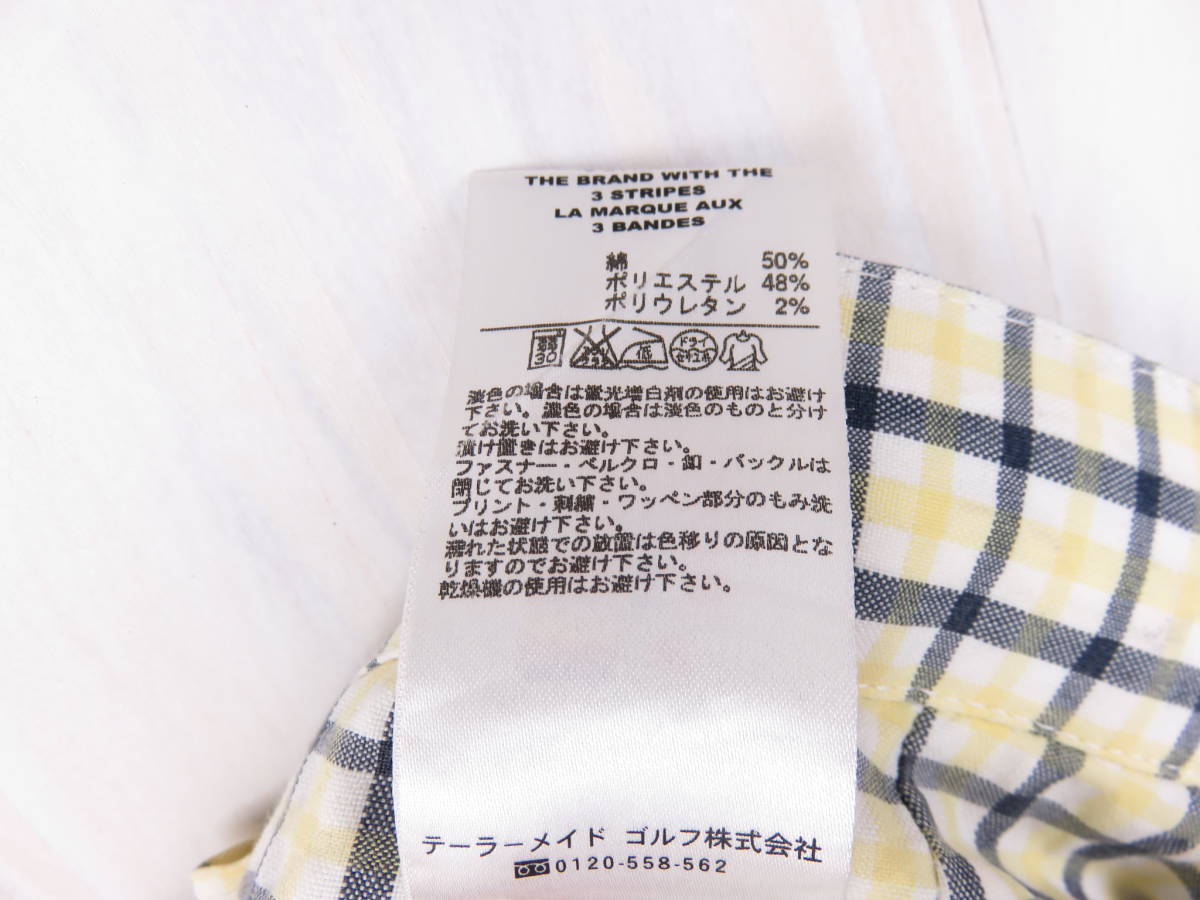 THE BRAND WITH THE
3 STRIPES
LA MARQUE AUX
3 BANDES
綿 50%
ポリエステル 48%
ポリウレタン 2%
弱 30 低 ドライ
淡色の場合は蛍光増白剤の使用はお避け
下さい。濃色の場合は淡色のものと分け
てお洗い下さい。
漬け置きはお避け下さい。
ファスナー・ベルクロ・釦・バックルは
閉じてお洗い下さい。
プリント・刺繍・ワッペン部分のもみ洗
いはお避け下さい。
濡れた状態での放置は色移りの原因とな
りますのでお避け下さい。
乾燥機の使用はお避け下さい。
テーラーメイド ゴルフ株式会社
0120-558-562